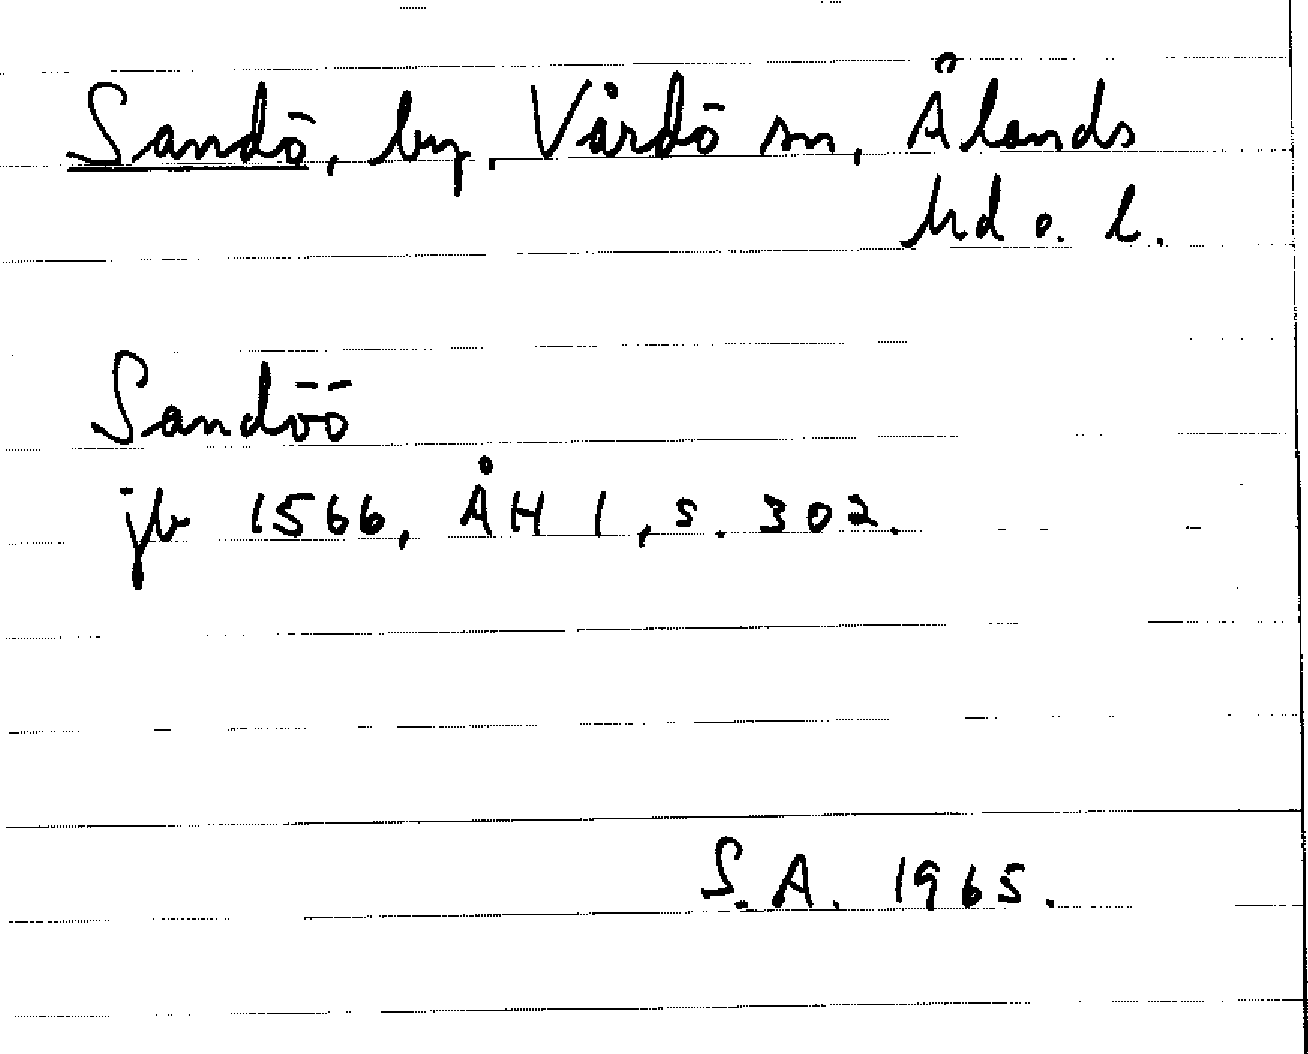 Sandö, by, Vårdö sn, Ålands
hd o. l.
Sandöö
jb 1566, ÅH 1, s. 302.
S.A. 1965.